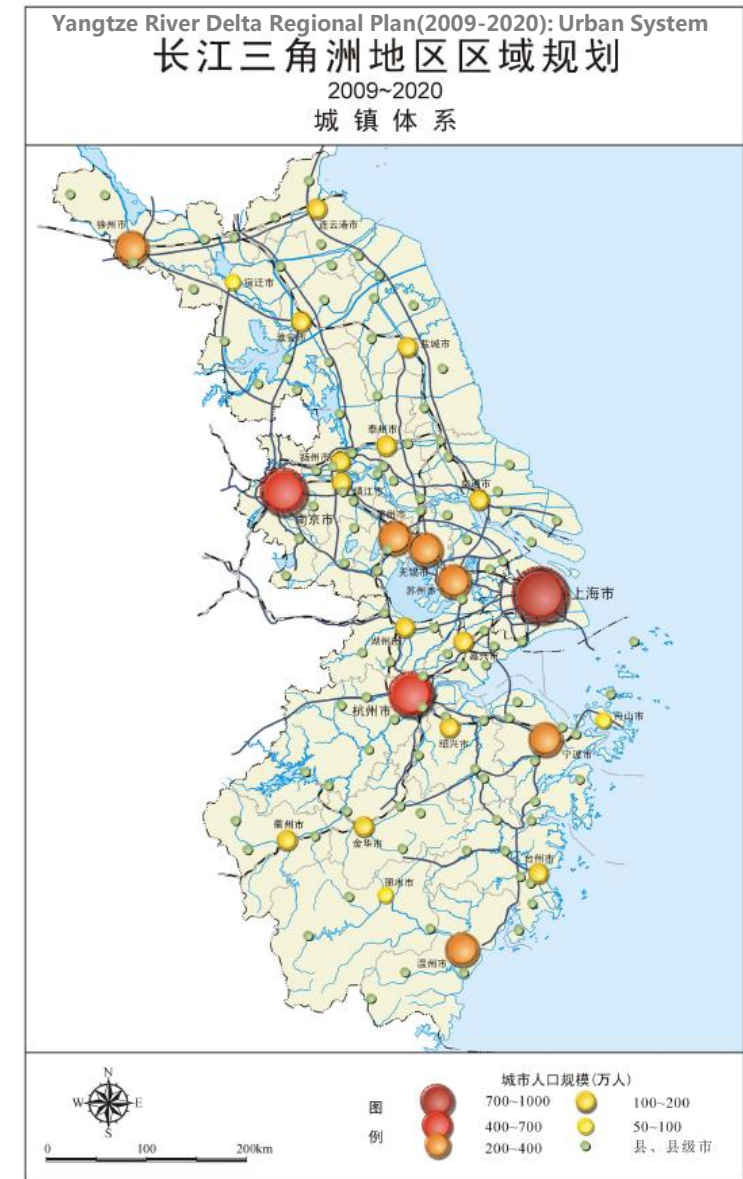 Yangtze River Delta Regional Plan(2009-2020): Urban System
长江三角洲地区区域规划
2009~2020
城镇体系
徐州市
连云港市
宿迁市
淮安市
盐城市
泰州市
扬州市
镇江市
南通市
南京市
常州市
无锡市
苏州市
上海市
湖州市
嘉兴市
杭州市
绍兴市
宁波市
舟山市
衢州市
金华市
台州市
丽水市
温州市
N
W
E
S
0 100 200km
图
例
城市人口规模(万人)
700~1000
400~700
200~400
100~200
50~100
县、县级市